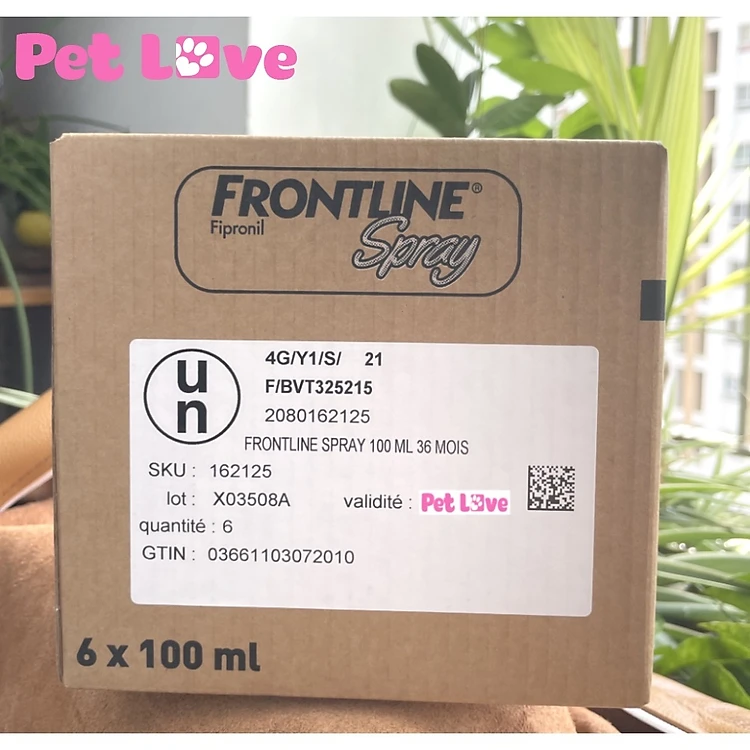 Pet Love
FRONTLINE®
Fipronil
Spray
un
4G/Y1/S/ 21
F/BVT325215
2080162125
FRONTLINE SPRAY 100 ML 36 MOIS
SKU : 162125
lot : X03508A
validité : Pet Love
quantité : 6
GTIN : 03661103072010
6 x 100 ml